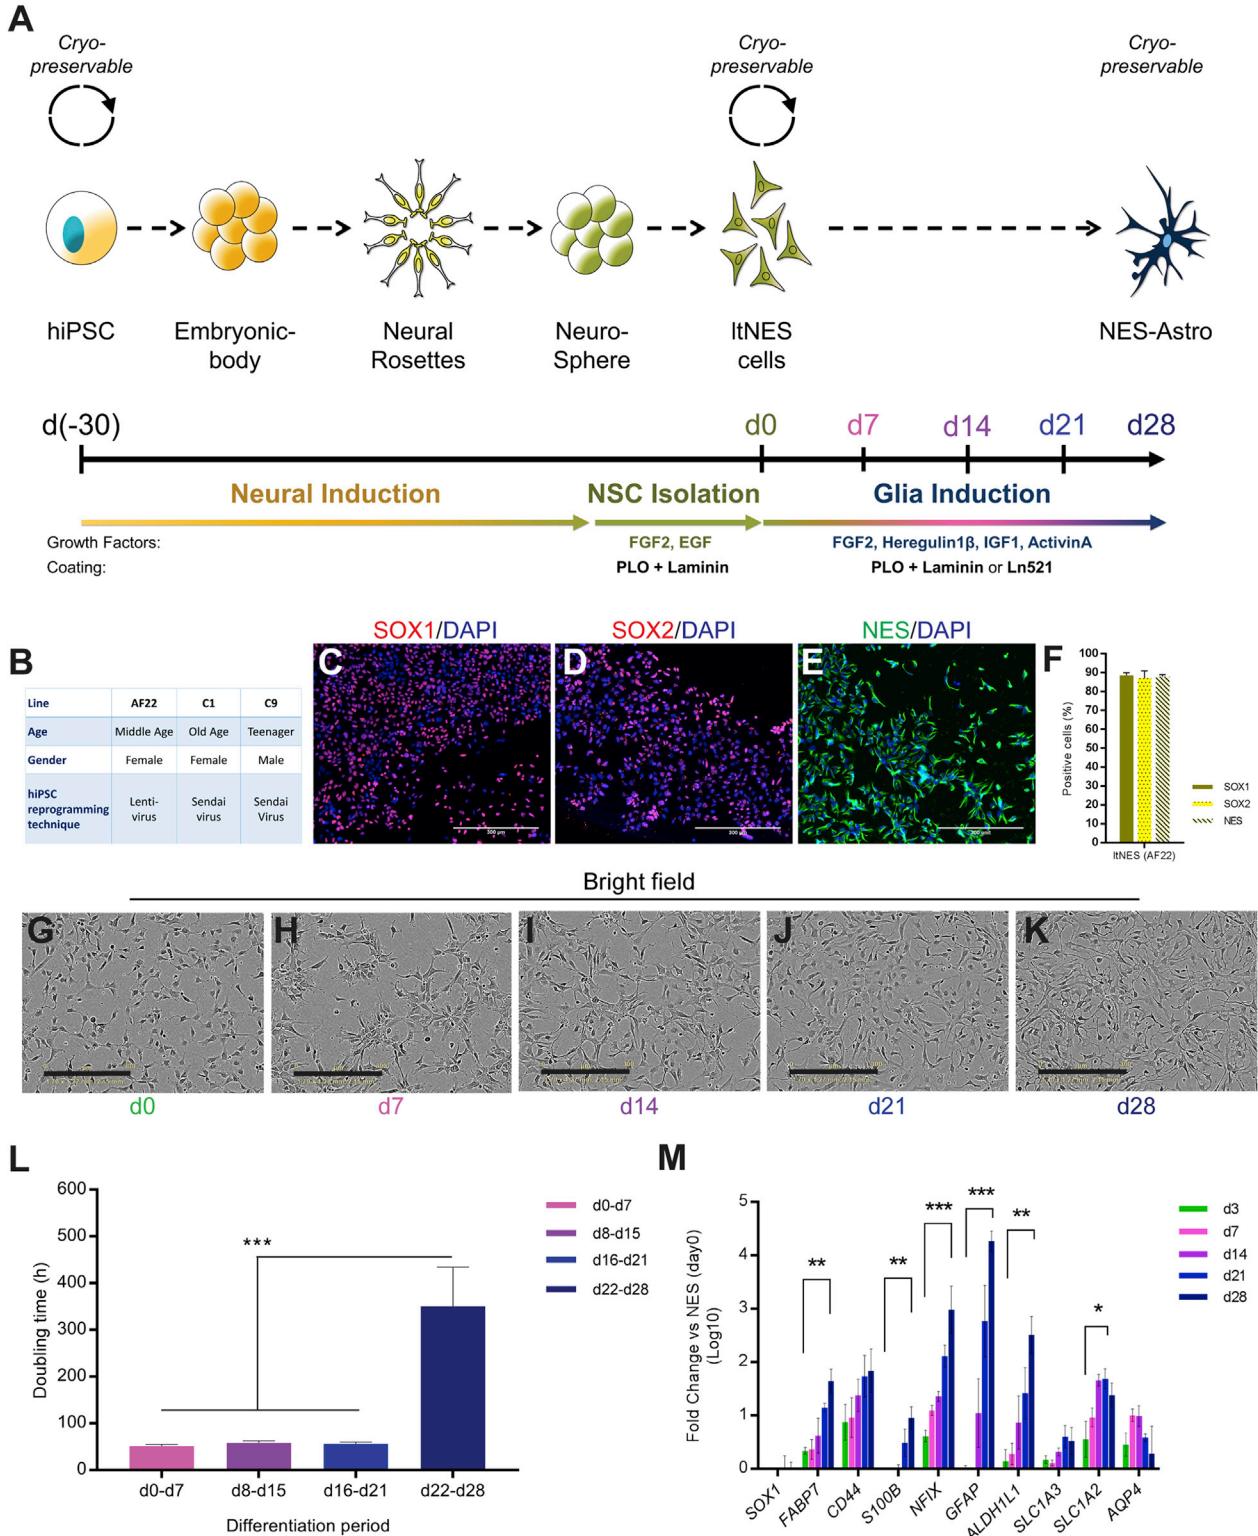 A
Cryo-
preservable
Cryo-
preservable
Cryo-
preservable
hiPSC
Embryonic-
body
Neural
Rosettes
Neuro-
Sphere
ltNES
cells
NES-Astro
d(-30)
d0
d7
d14
d21
d28
Neural Induction
NSC Isolation
Glia Induction
Growth Factors:
FGF2, EGF
FGF2, Heregulin1β, IGF1, ActivinA
Coating:
PLO + Laminin
PLO + Laminin or Ln521
B
Line AF22 C1 C9
Age Middle Age Old Age Teenager
Gender Female Female Male
hiPSC
reprogramming
technique
Lenti-
virus
Sendai
virus
Sendai
Virus
SOX1/DAPI
C
300 µm
SOX2/DAPI
D
300 µm
NES/DAPI
E
F
Positive cells (%)
100
90
80
70
60
50
40
30
20
10
0
ltNES (AF22)
SOX1
SOX2
NES
Bright field
G
H
I
J
K
d0
d7
d14
d21
d28
L
Doubling time (h)
600
500
400
300
200
100
0
***
d0-d7
d8-d15
d16-d21
d22-d28
d0-d7
d8-d15
d16-d21
d22-d28
Differentiation period
M
Fold Change vs NES (day0)
(Log10)
5
4
3
2
1
0
**
**
***
***
**
*
d3
d7
d14
d21
d28
SOX1
FABP7
CD44
S100B
NFIX
GFAP
ALDH1L1
SLC1A3
SLC1A2
AQP4